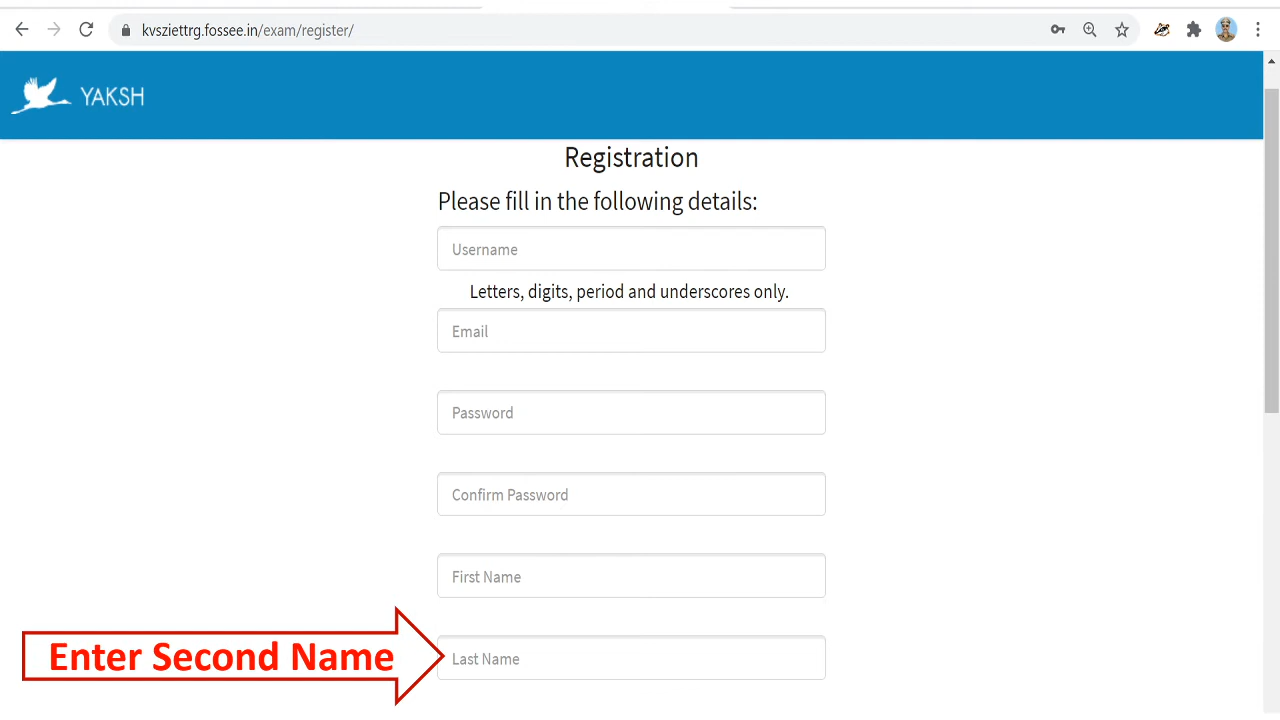 kvsziettrg.fossee.in/exam/register/
YAKSH
Registration
Please fill in the following details:
Username
Letters, digits, period and underscores only.
Email
Password
Confirm Password
First Name
Enter Second Name
Last Name